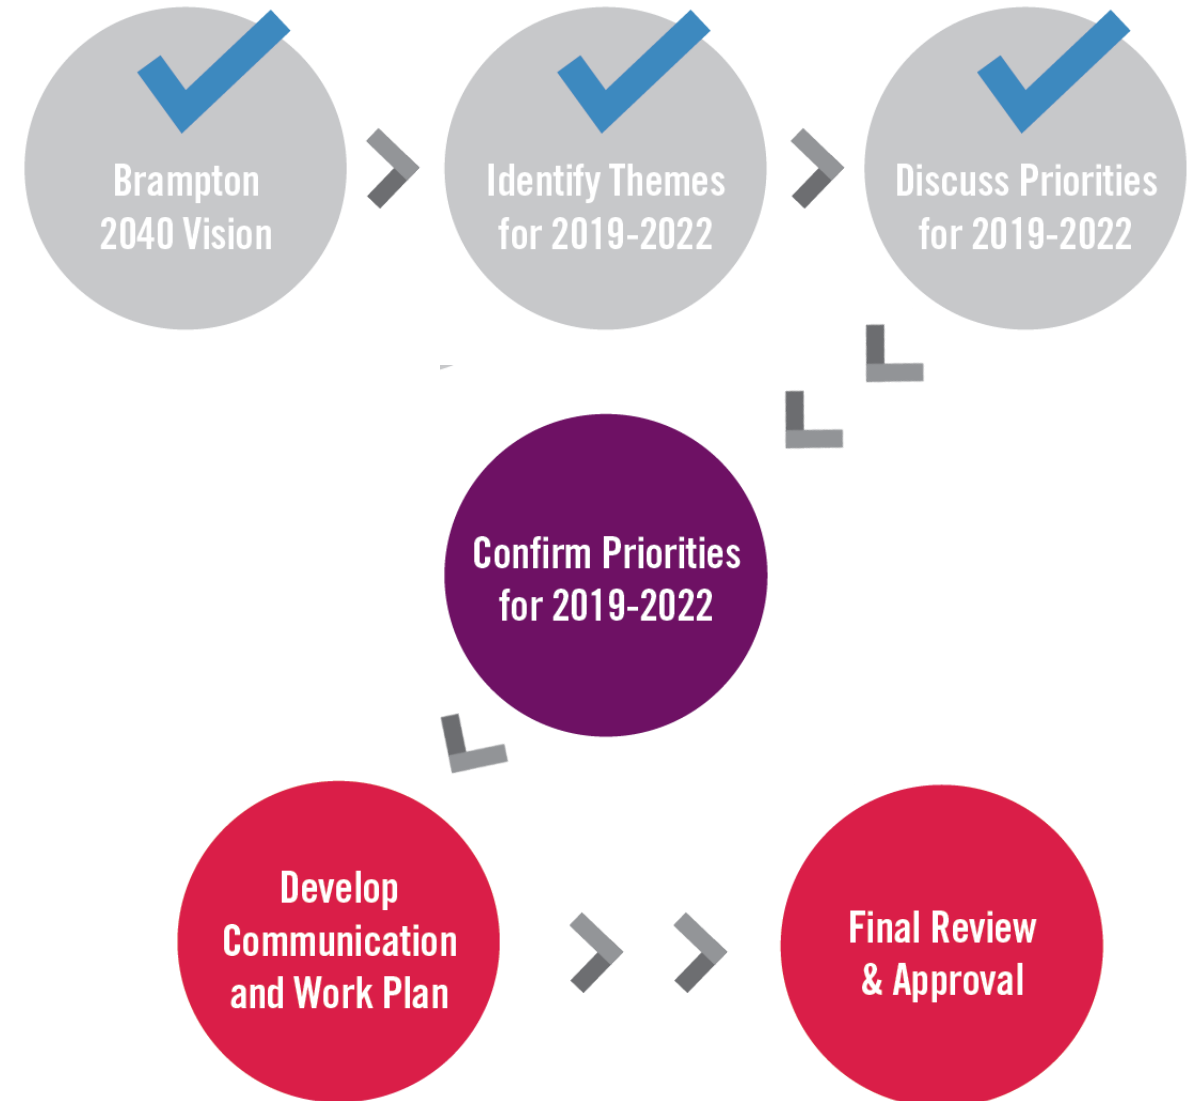 Brampton
2040 Vision
Identify Themes
for 2019-2022
Discuss Priorities
for 2019-2022
Confirm Priorities
for 2019-2022
Develop
Communication
and Work Plan
Final Review
& Approval